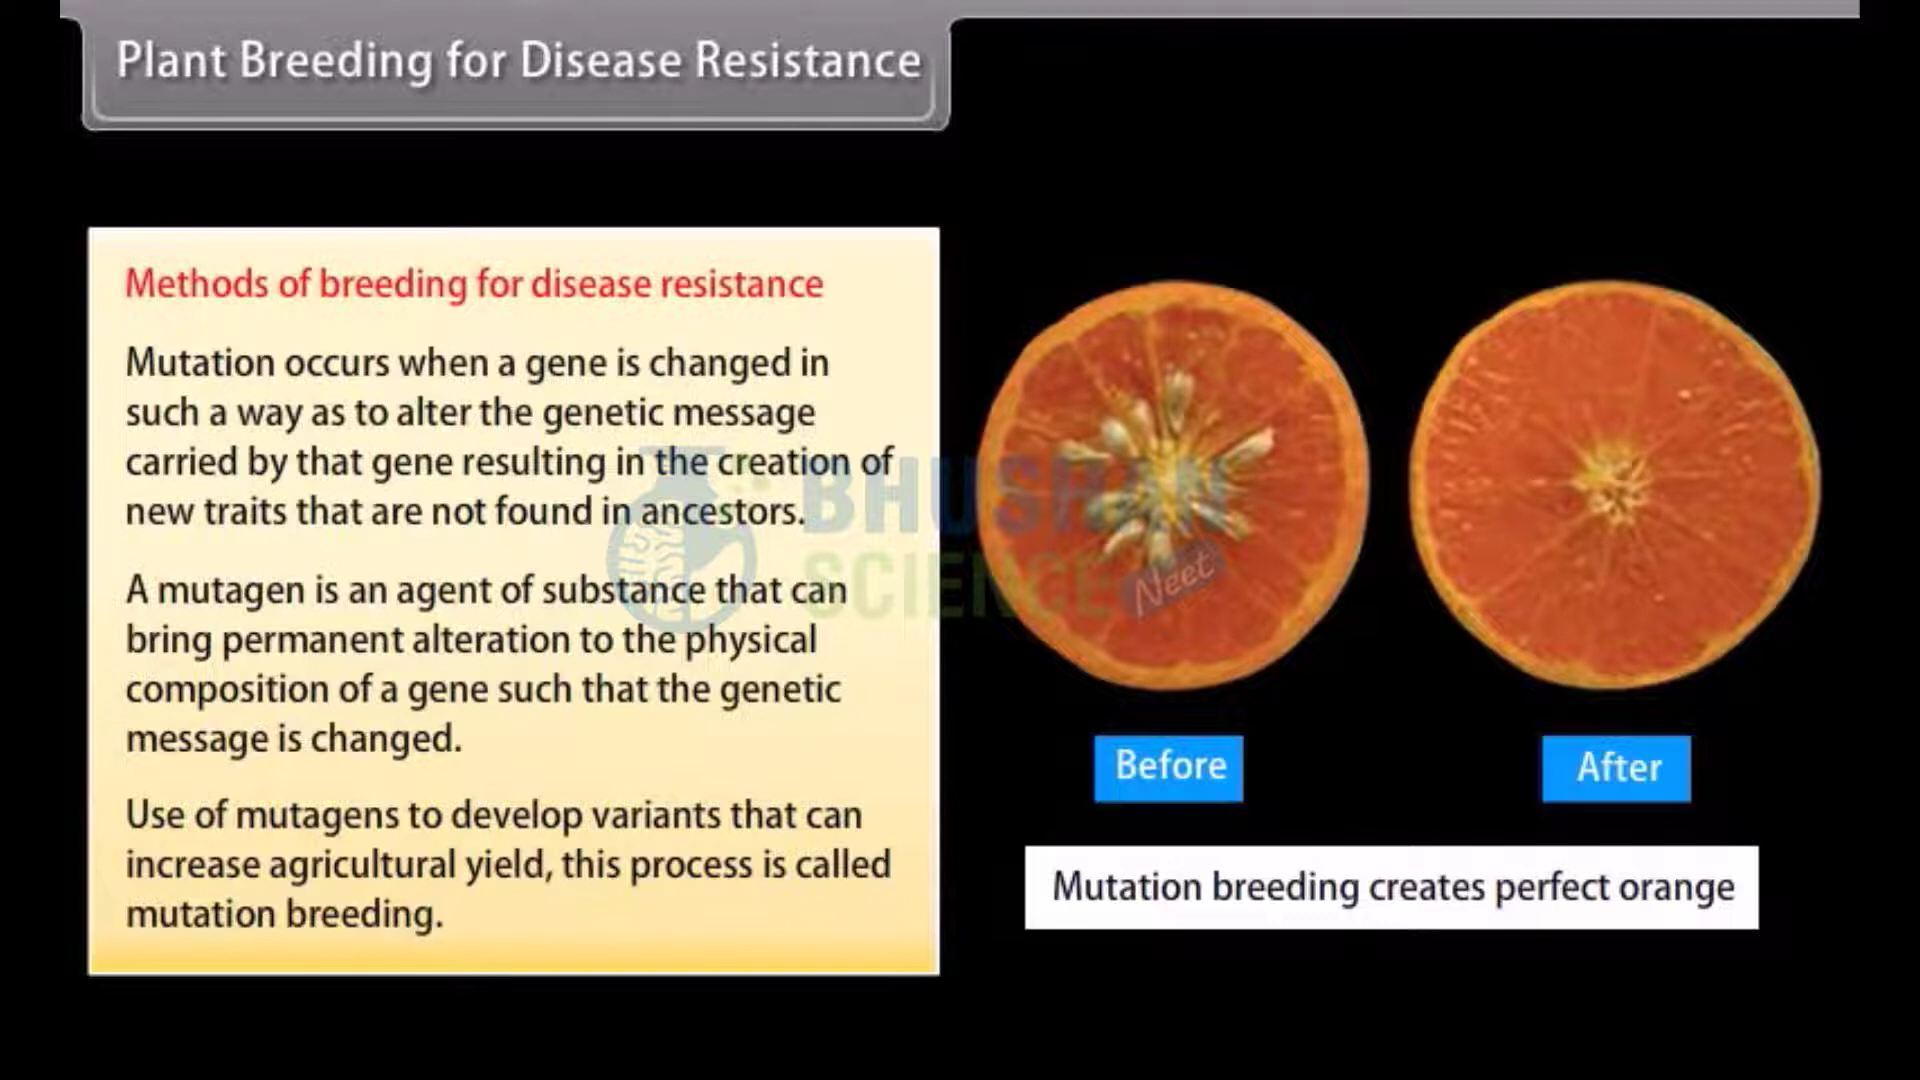 Plant Breeding for Disease Resistance
Methods of breeding for disease resistance
Mutation occurs when a gene is changed in
such a way as to alter the genetic message
carried by that gene resulting in the creation of
new traits that are not found in ancestors.
A mutagen is an agent of substance that can
bring permanent alteration to the physical
composition of a gene such that the genetic
message is changed.
Use of mutagens to develop variants that can
increase agricultural yield, this process is called
mutation breeding.
BHUSHAN
SCIENCE
Neet
Before
After
Mutation breeding creates perfect orange